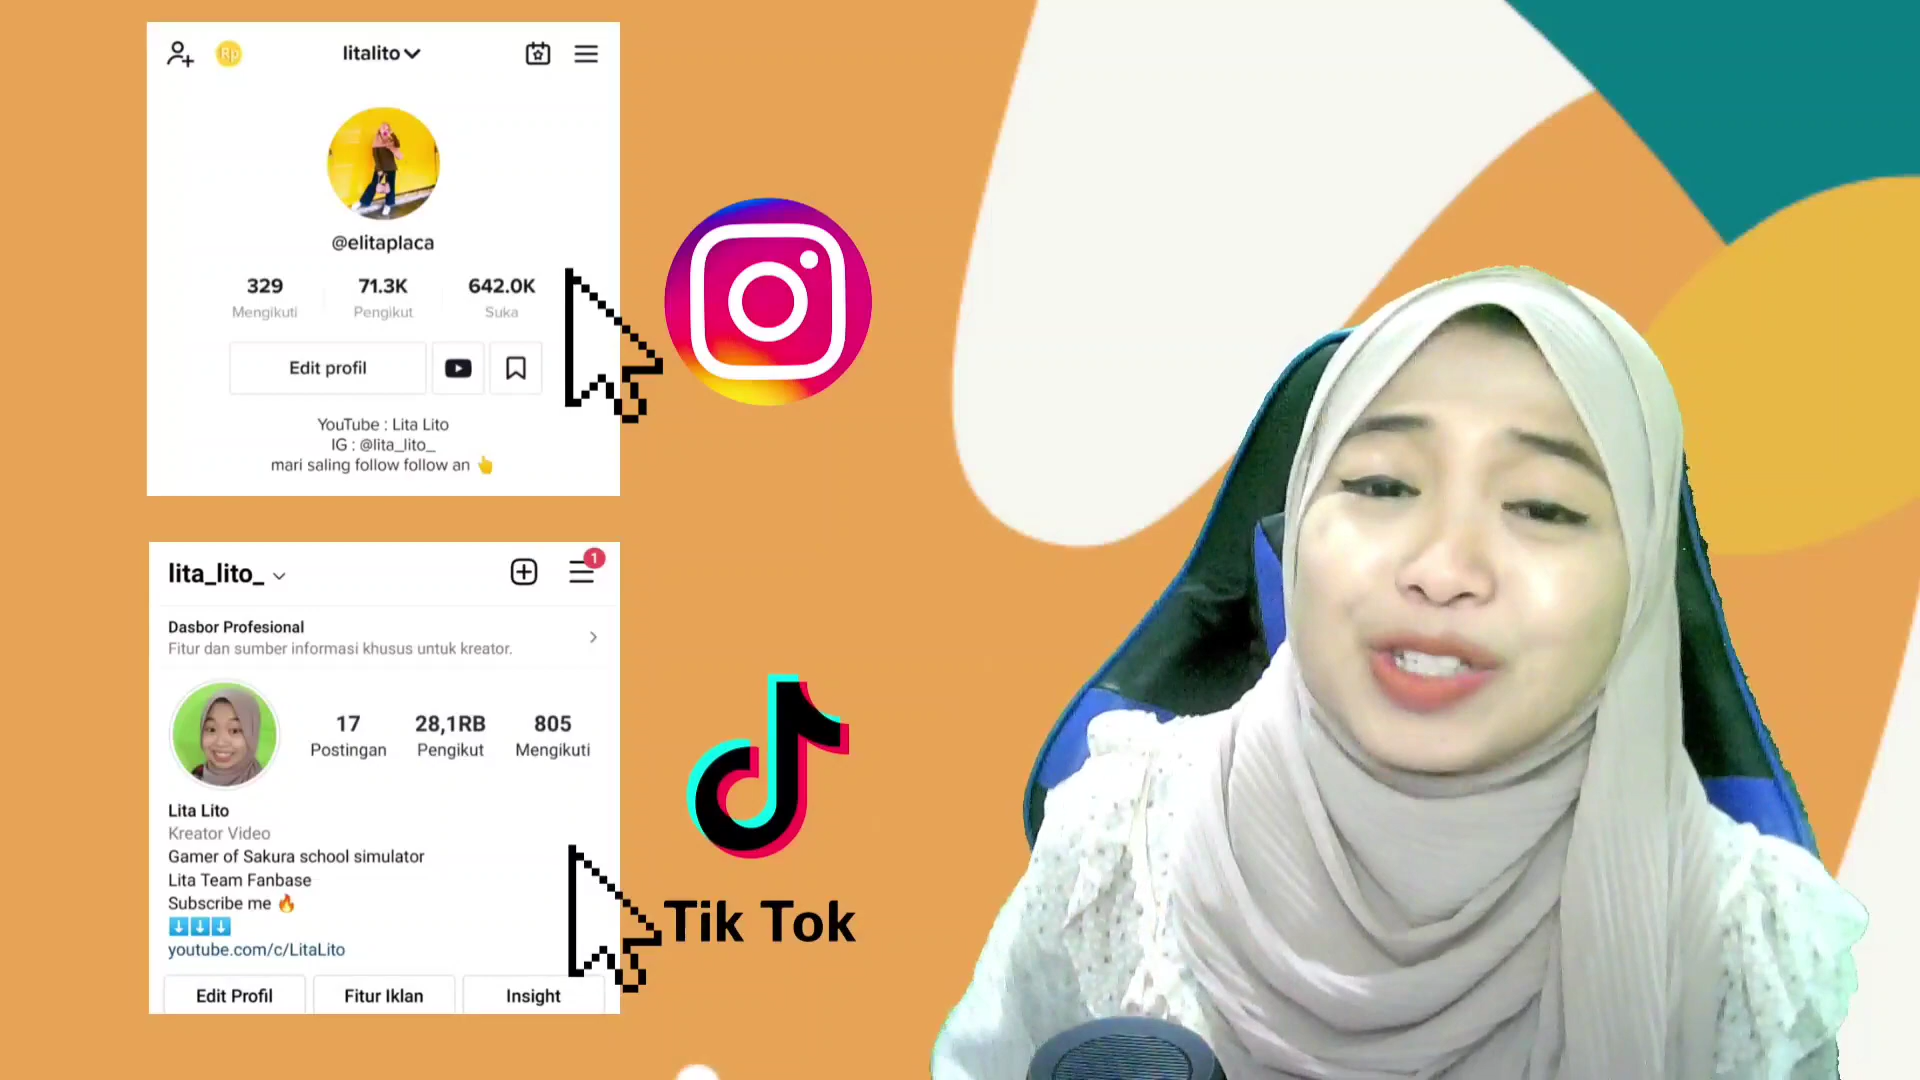 Rp
litalito
@elitaplaca
329 71.3K 642.0K
Mengikuti Pengikut Suka
Edit profil
YouTube : Lita Lito
IG : @lita_lito_
mari saling follow follow an 👆
lita_lito_
1
Dasbor Profesional
Fitur dan sumber informasi khusus untuk kreator.
17 28,1RB 805
Postingan Pengikut Mengikuti
Lita Lito
Kreator Video
Gamer of Sakura school simulator
Lita Team Fanbase
Subscribe me 🔥
⬇️⬇️⬇️
youtube.com/c/LitaLito
Edit Profil Fitur Iklan Insight
Tik Tok